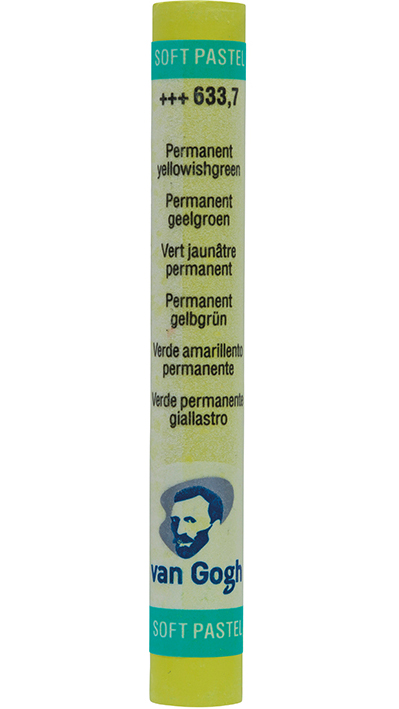 SOFT PASTEL
+++ 633,7
Permanent
yellowishgreen
Permanent
geelgroen
Vert jaunâtre
permanent
Permanent
gelbgrün
Verde amarillento
permanente
Verde permanente
giallastro
van Gogh
SOFT PASTEL